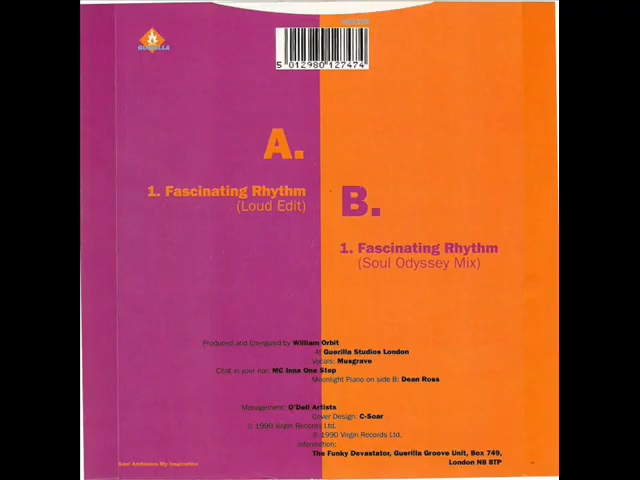 GUERILLA
5 012980 127474
A.
1. Fascinating Rhythm
(Loud Edit)
B.
1. Fascinating Rhythm
(Soul Odyssey Mix)
Produced and Energised by William Orbit
At Guerilla Studios London
Vocals: Musgrave
Chat in your ear: MC Inna One Step
Moonlight Piano on side B: Dean Ross
Management: O'Dell Artists
Cover Design: C-Soar
℗ 1990 Virgin Records Ltd.
© 1990 Virgin Records Ltd.
Information:
The Funky Devastator, Guerilla Groove Unit, Box 749,
London N8 8TP
Soul Ambience My Inspiration